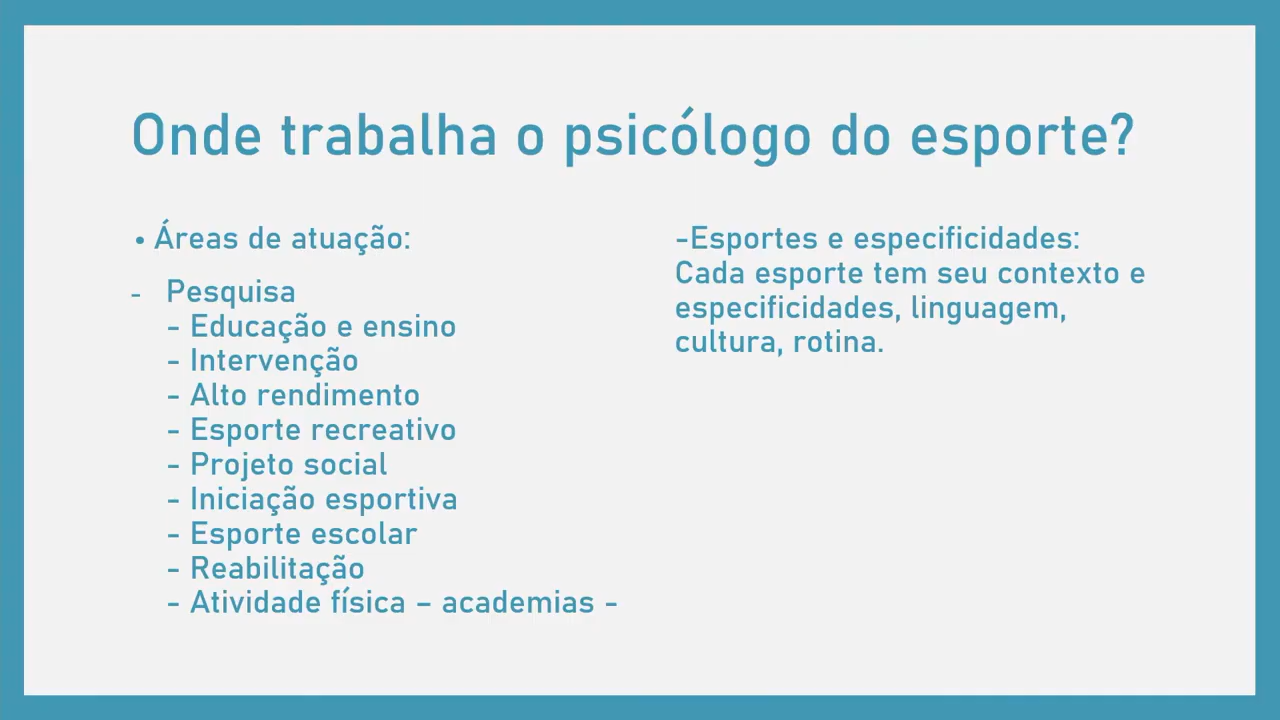 Onde trabalha o psicólogo do esporte?
• Áreas de atuação:
- Pesquisa
- Educação e ensino
- Intervenção
- Alto rendimento
- Esporte recreativo
- Projeto social
- Iniciação esportiva
- Esporte escolar
- Reabilitação
- Atividade física – academias -
-Esportes e especificidades:
Cada esporte tem seu contexto e
especificidades, linguagem,
cultura, rotina.